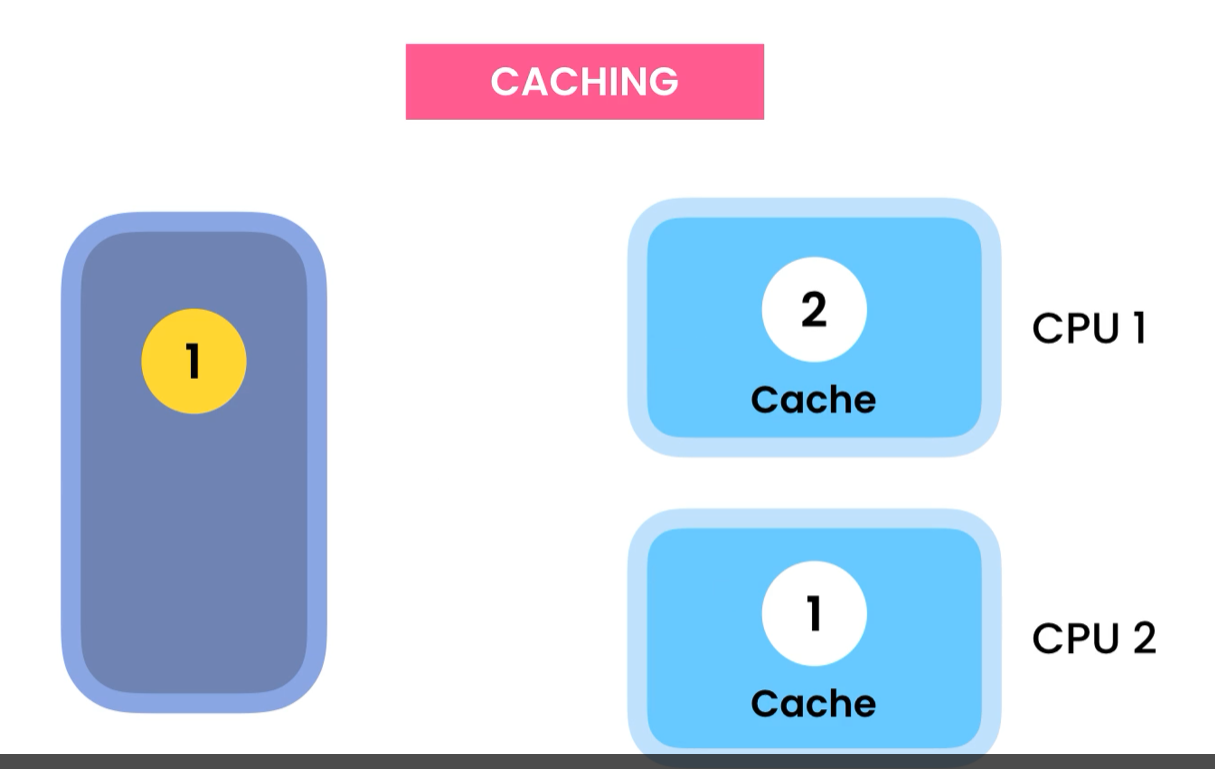 CACHING
1
2
Cache
CPU 1
1
Cache
CPU 2